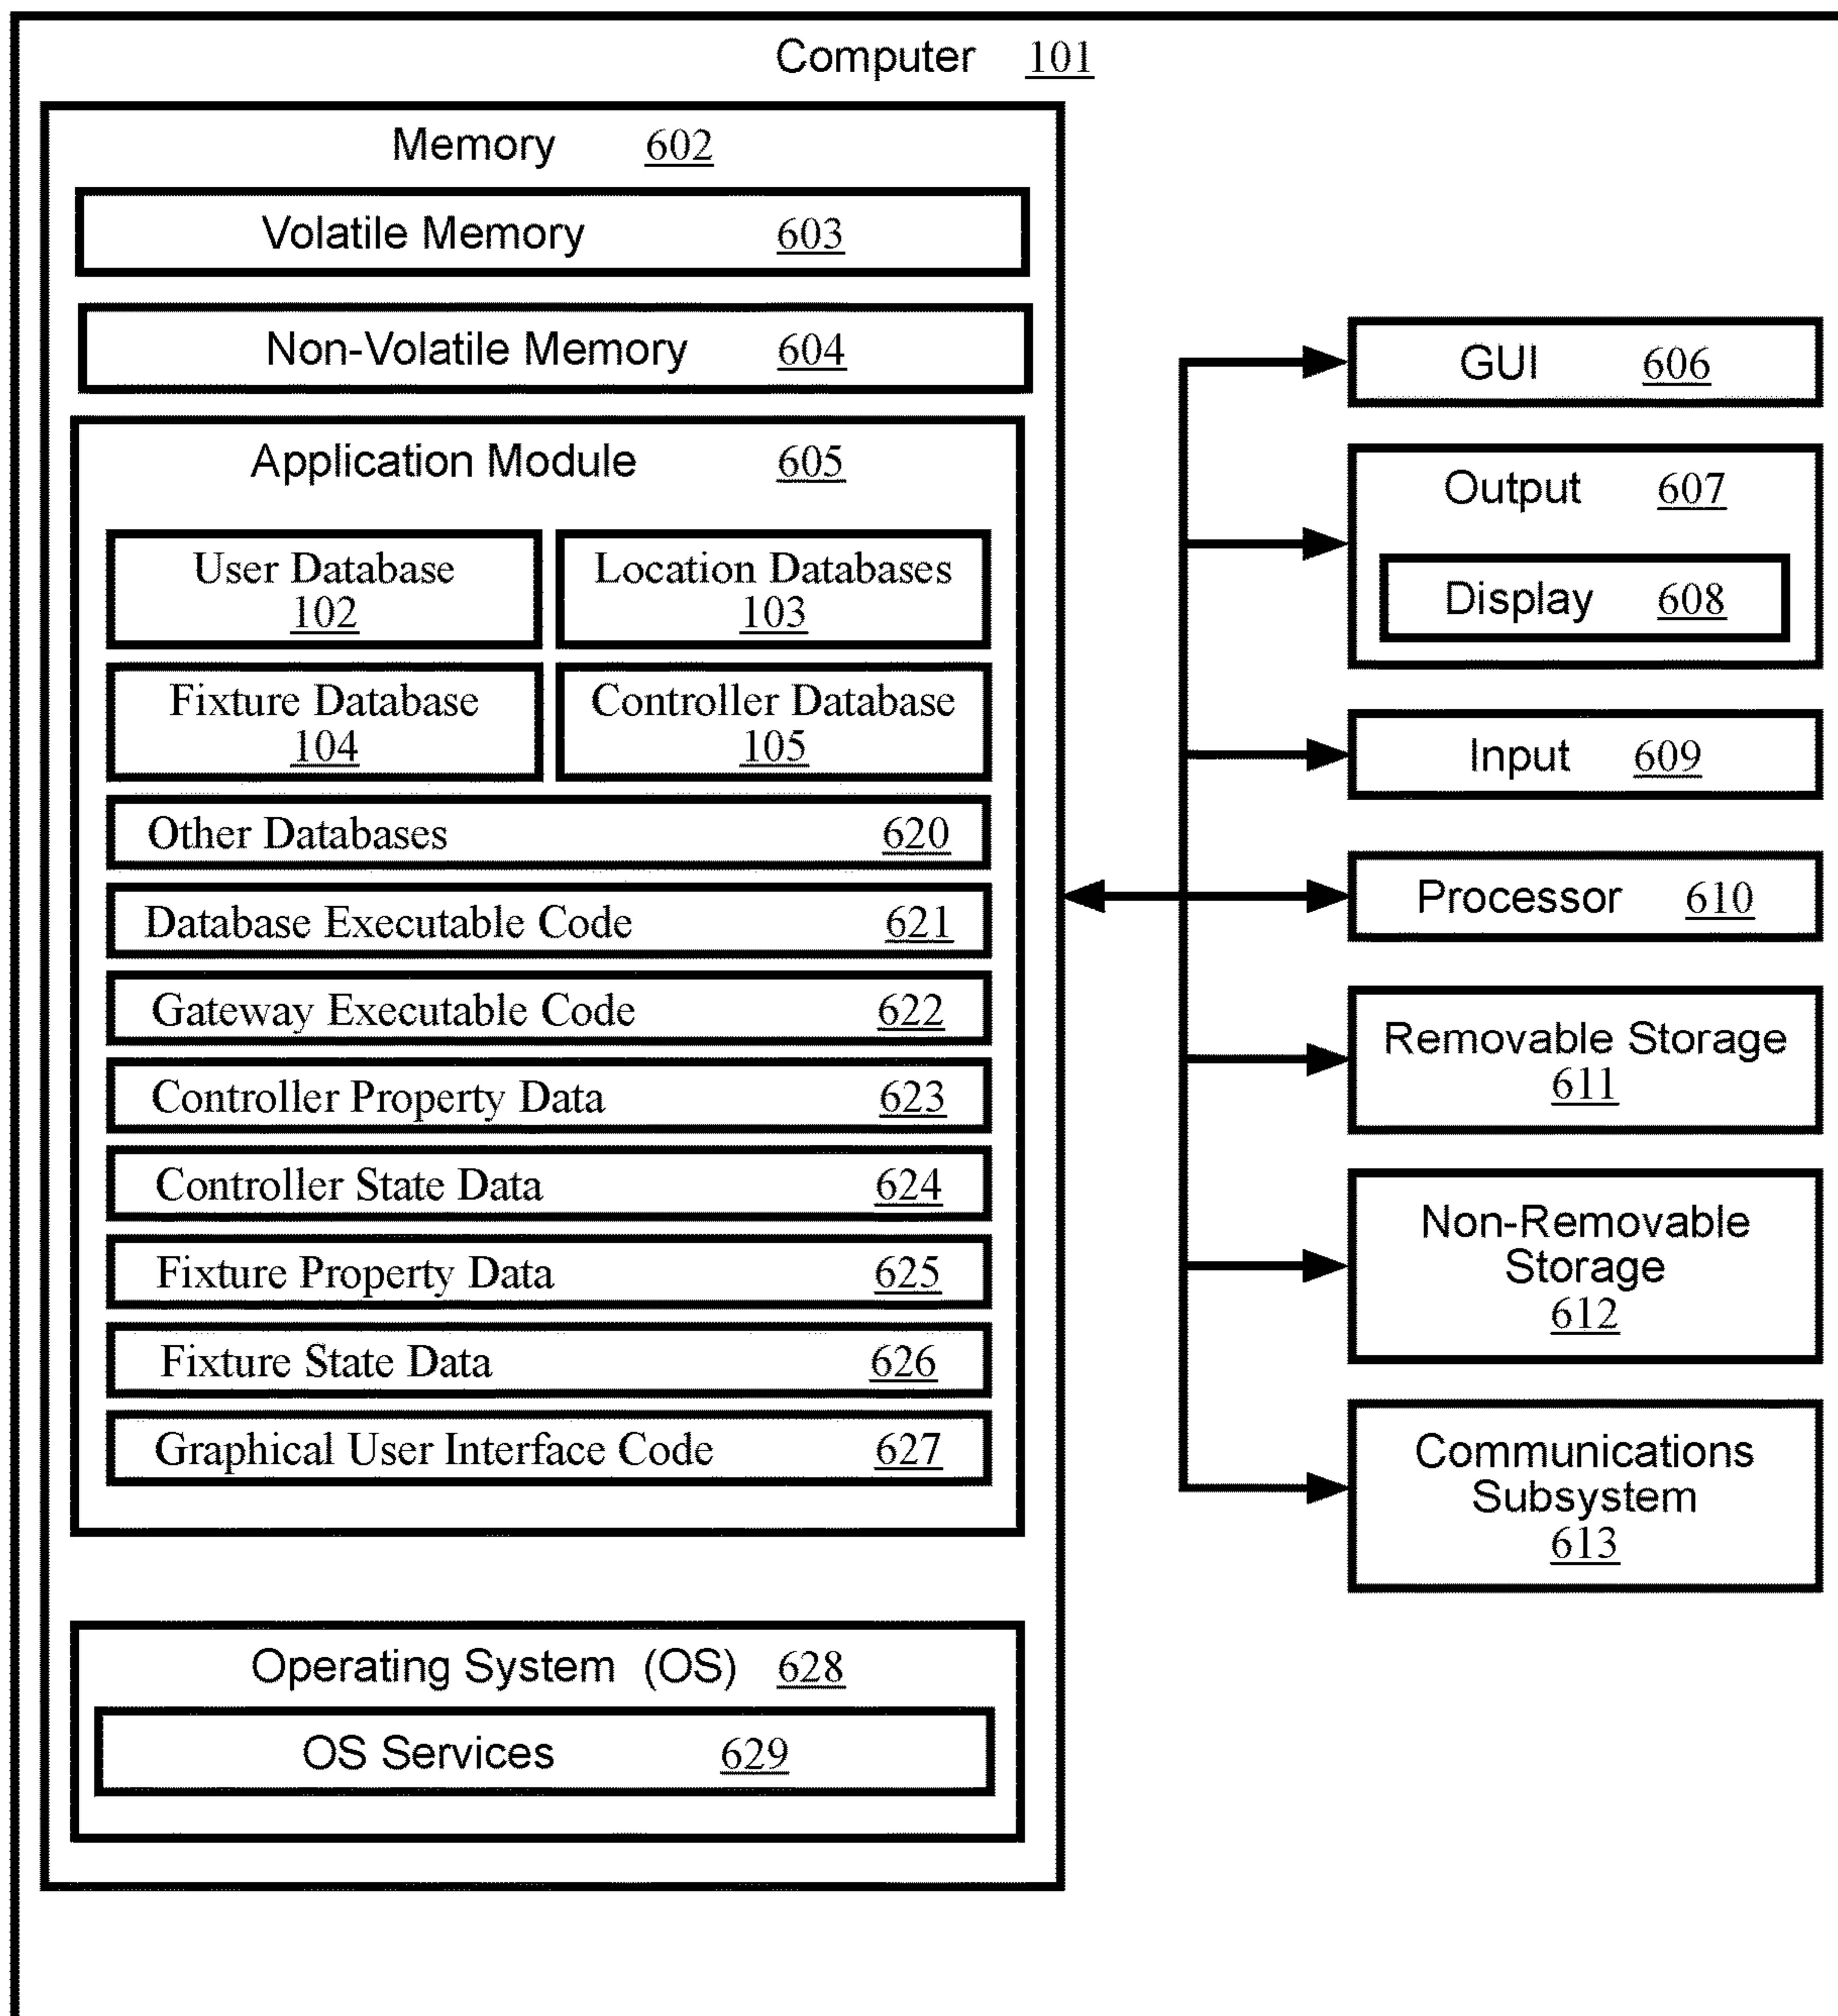 Computer 101
Memory 602
Volatile Memory 603
Non-Volatile Memory 604
Application Module 605
User Database
102
Location Databases
103
Fixture Database
104
Controller Database
105
Other Databases 620
Database Executable Code 621
Gateway Executable Code 622
Controller Property Data 623
Controller State Data 624
Fixture Property Data 625
Fixture State Data 626
Graphical User Interface Code 627
Operating System (OS) 628
OS Services 629
GUI 606
Output 607
Display 608
Input 609
Processor 610
Removable Storage
611
Non-Removable
Storage
612
Communications
Subsystem
613